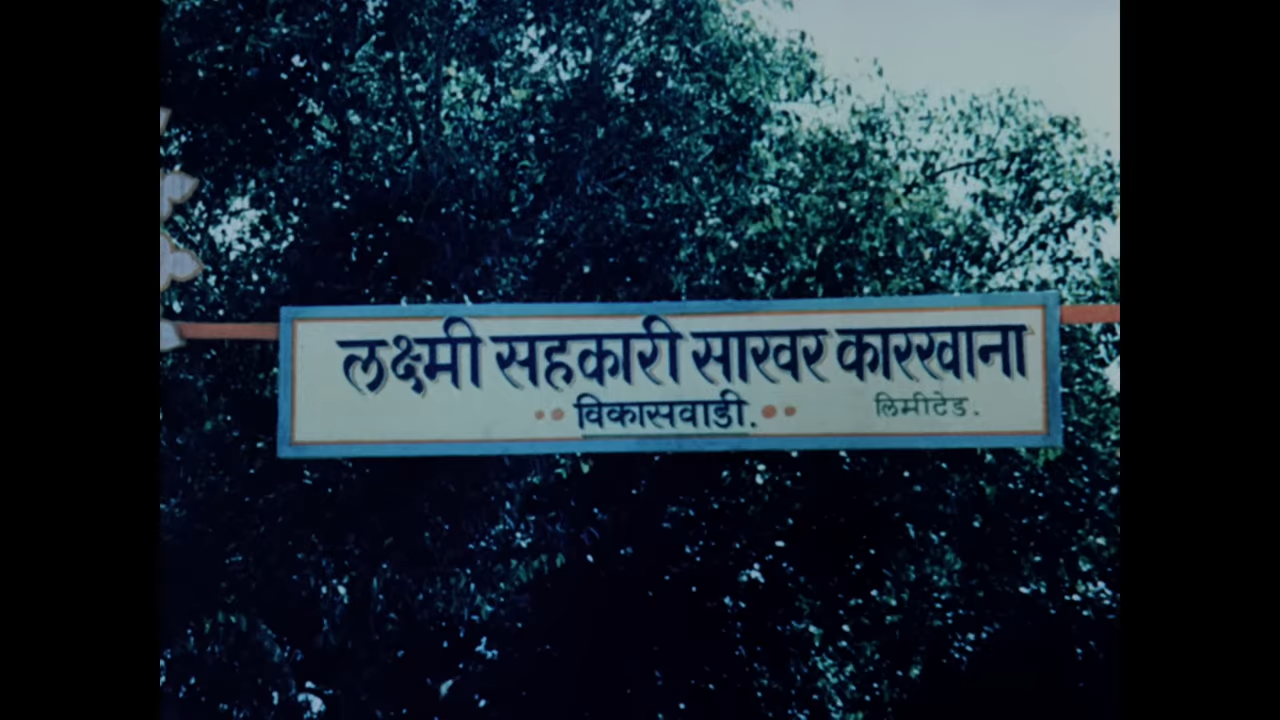 लक्ष्मी सहकारी साखर कारखाना
विकासवाडी. लिमीटेड.